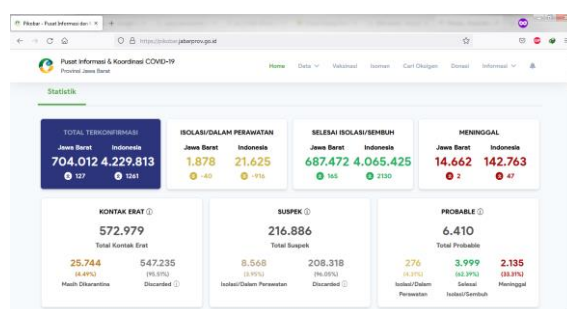 Pikobar - Pusat Informasi dan
https://pikobar.jabarprov.go.id
Pusat Informasi & Koordinasi COVID-19
Provinsi Jawa Barat
Home Data Vaksinasi Isoman Cari Oksigen Donasi Informasi
Statistik
TOTAL TERKONFIRMASI
Jawa Barat Indonesia
704.012 4.229.813
127 1261
ISOLASI/DALAM PERAWATAN
Jawa Barat Indonesia
1.878 21.625
-40 -916
SELESAI ISOLASI/SEMBUH
Jawa Barat Indonesia
687.472 4.065.425
165 2130
MENINGGAL
Jawa Barat Indonesia
14.662 142.763
2 47
KONTAK ERAT
572.979
Total Kontak Erat
25.744 547.235
(4.49%) (95.51%)
Masih Dikarantina Discarded
SUSPEK
216.886
Total Suspek
8.568 208.318
(3.95%) (96.05%)
Isolasi/Dalam Perawatan Discarded
PROBABLE
6.410
Total Probable
276 3.999 2.135
(4.31%) (62.39%) (33.31%)
Isolasi/Dalam Selesai Meninggal
Perawatan Isolasi/Sembuh